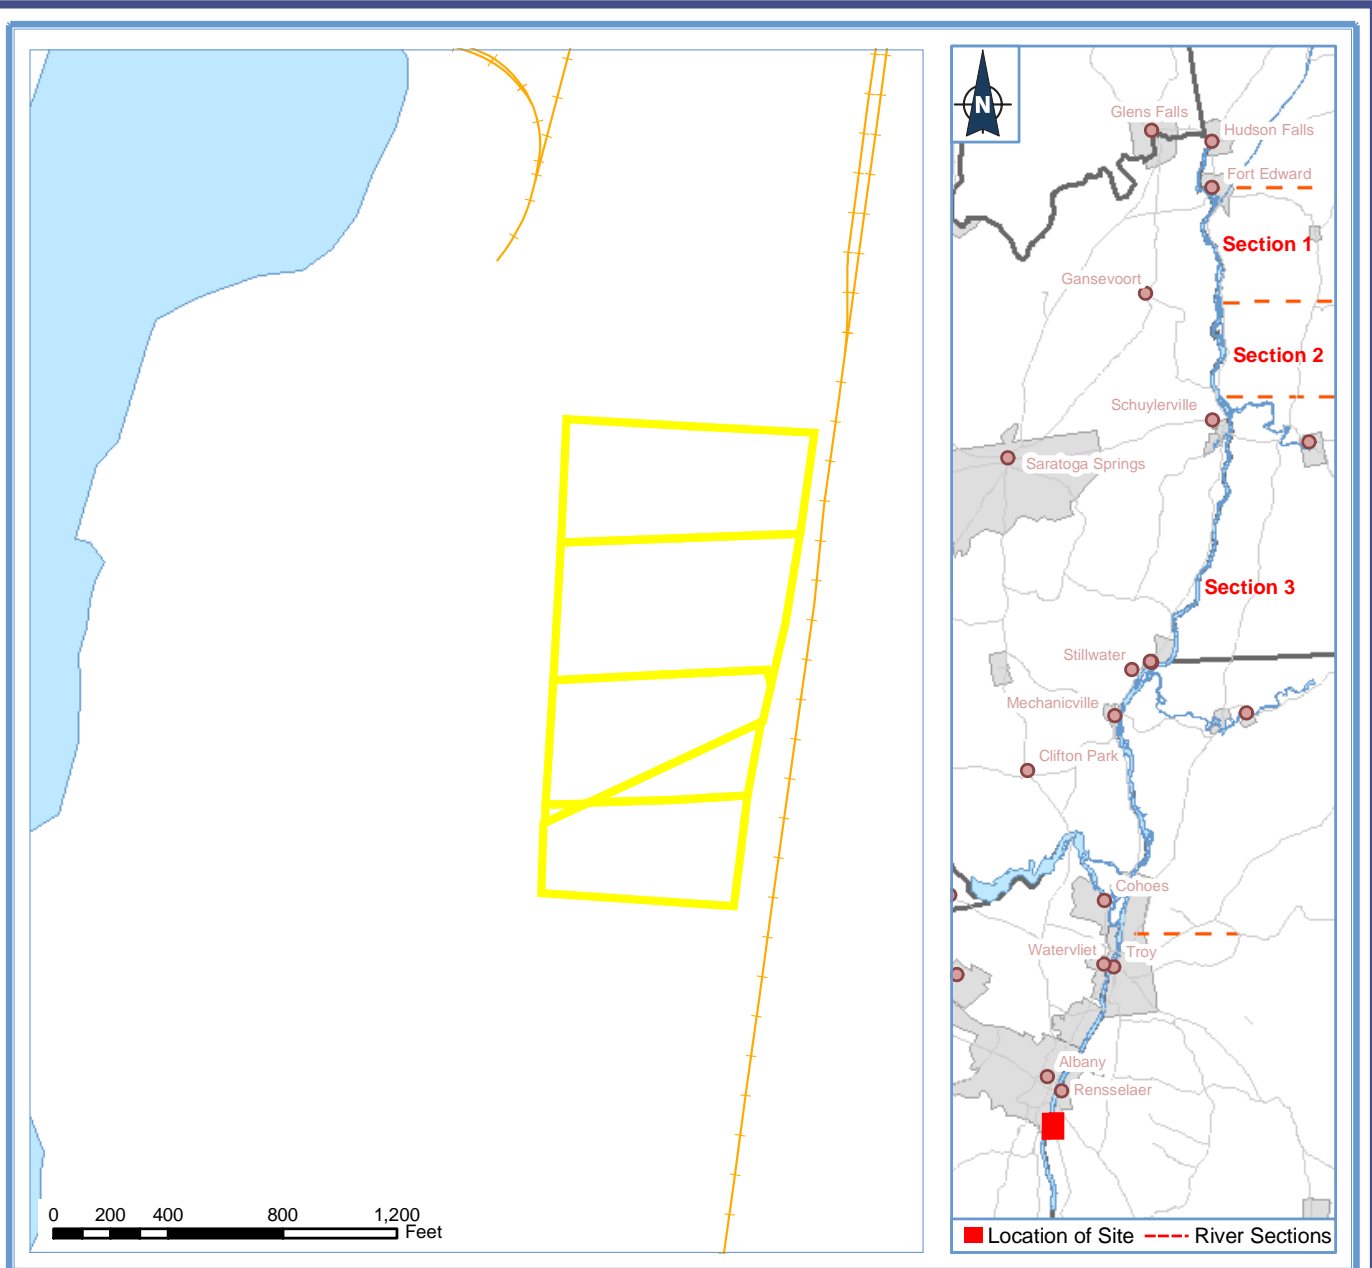 N
Glens Falls
Hudson Falls
Fort Edward
Section 1
Gansevoort
Section 2
Schuylerville
Saratoga Springs
Section 3
Stillwater
Mechanicville
Clifton Park
Cohoes
Watervliet
Troy
Albany
Rensselaer
0 200 400 800 1,200
Feet
Location of Site
River Sections